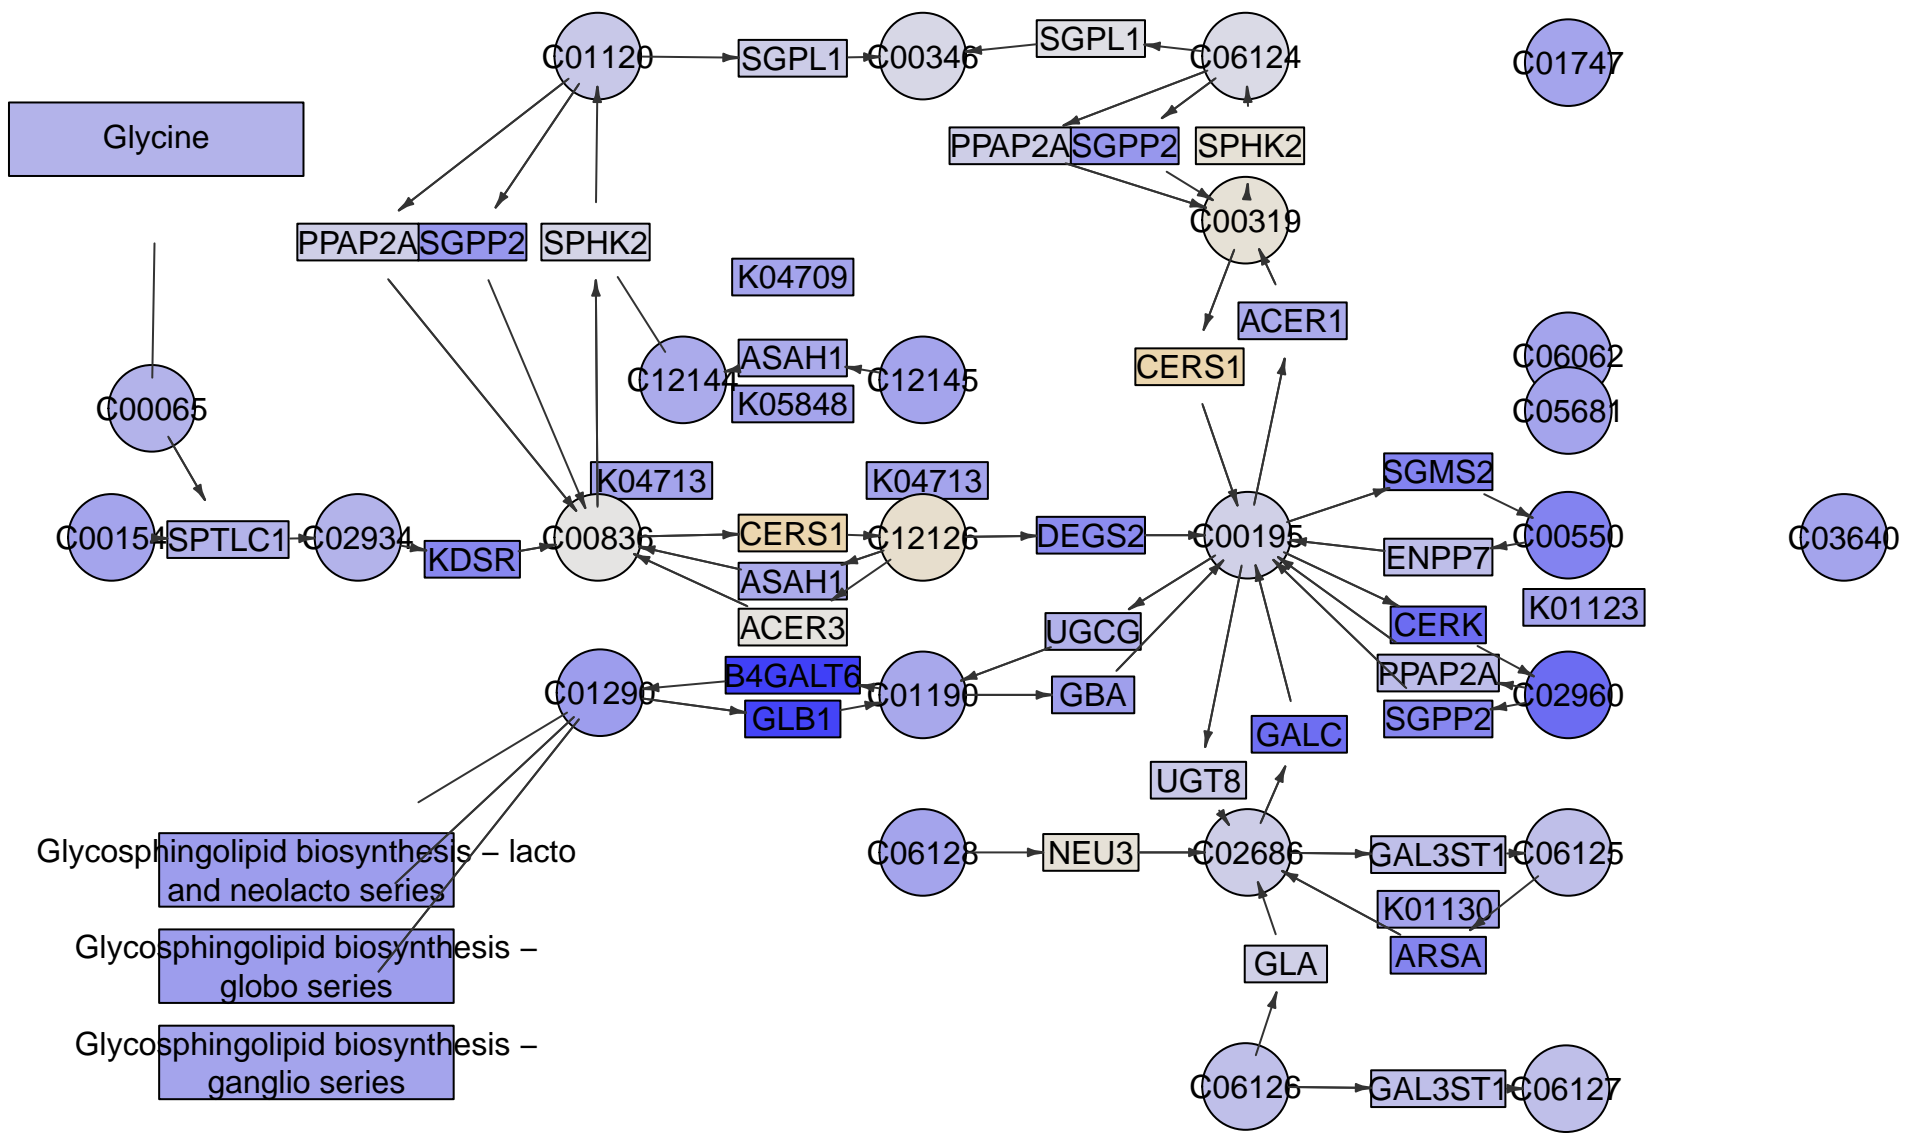 C01120
SGPL1
C00346
SGPL1
C06124
C01747
Glycine
PPAP2A
SGPP2
SPHK2
C00319
PPAP2A
SGPP2
SPHK2
K04709
ACER1
C12144
ASAH1
C12145
K05848
CERS1
C06062
C05681
C00065
K04713
K04713
SGMS2
C00154
SPTLC1
C02934
KDSR
C00836
CERS1
C12126
DEGS2
C00195
ENPP7
C00550
C03640
ASAH1
ACER3
UGCG
CERK
K01123
C01290
B4GALT6
GLB1
C01190
GBA
PPAP2A
SGPP2
C02960
GALC
UGT8
Glycosphingolipid biosynthesis – lacto
and neolacto series
C06128
NEU3
C02686
GAL3ST1
C06125
K01130
ARSA
Glycosphingolipid biosynthesis –
globo series
GLA
Glycosphingolipid biosynthesis –
ganglio series
C06126
GAL3ST1
C06127